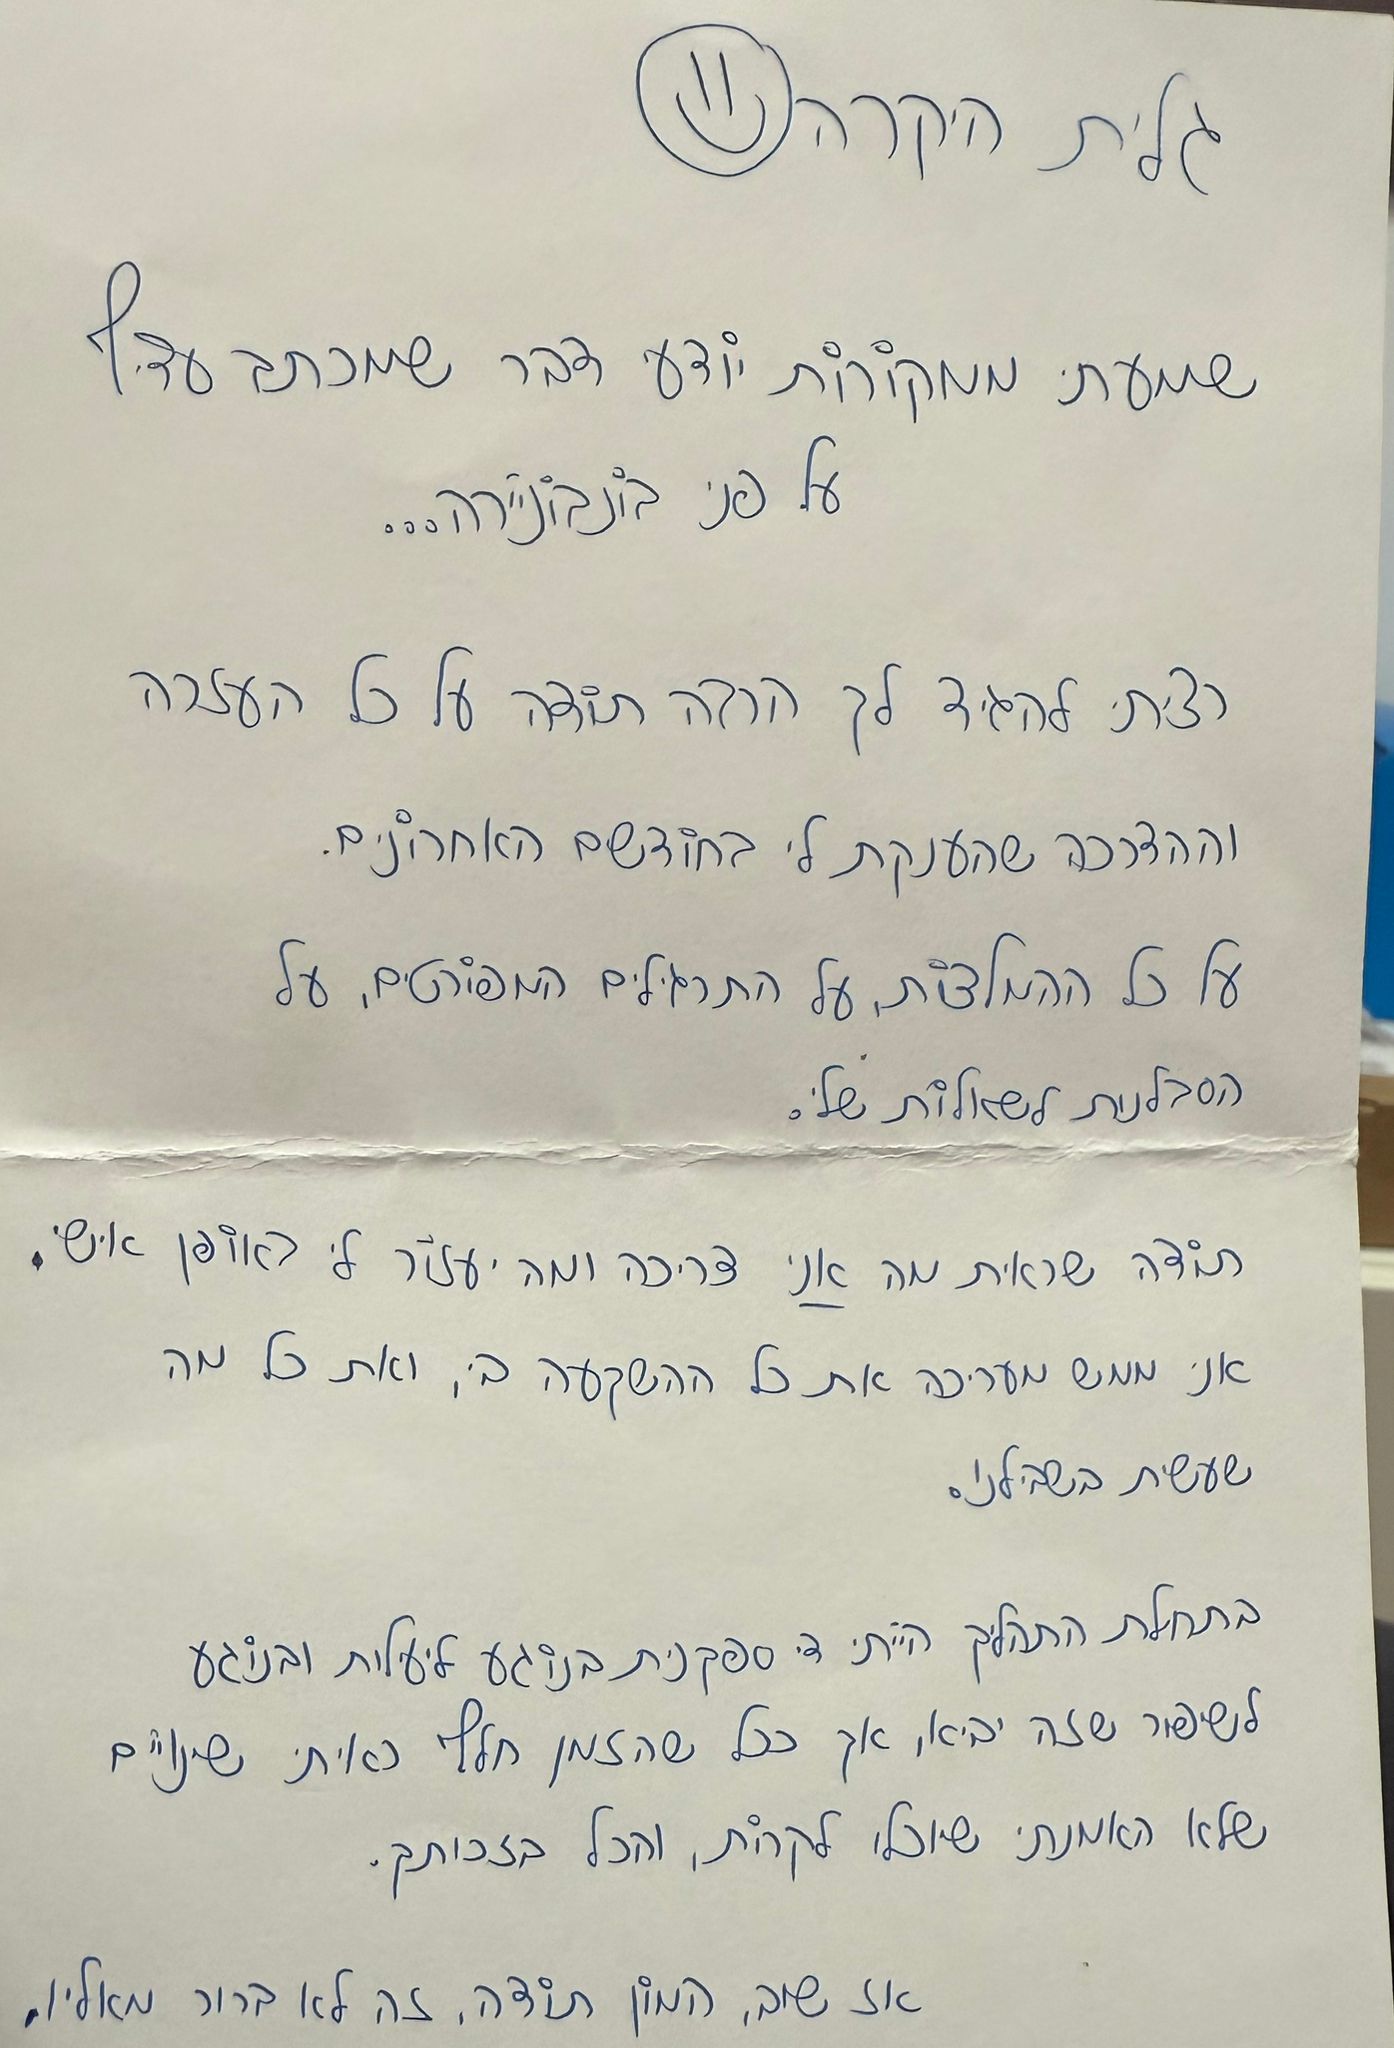 גלית היקרה
שמעתי ממקורות יודעי דבר שמכתב עדיף
על פני בונבוניירה...
רציתי להגיד לך הרבה תודה על כל העזרה
וההדרכה שהענקת לי בחודשים האחרונים.
על כל ההמלצות, על התרגילים המפורטים, על
הסבלנות לשאלות שלי.
תודה שראית מה אני צריכה ומה יעזור לי באופן אישי.
אני ממש מעריכה את כל ההשקעה בי, ואת כל מה
שעשית בשבילנו.
בתחילת התהליך הייתי די ספקנית בנוגע ליעילות ובנוגע
לשיפור שזה יביא, אך ככל שהזמן חלף ראיתי שינויים
שלא האמנתי שיוכלו לקרות, והכל בזכותך.
אז שוב, המון תודה, זה לא ברור מאליו.